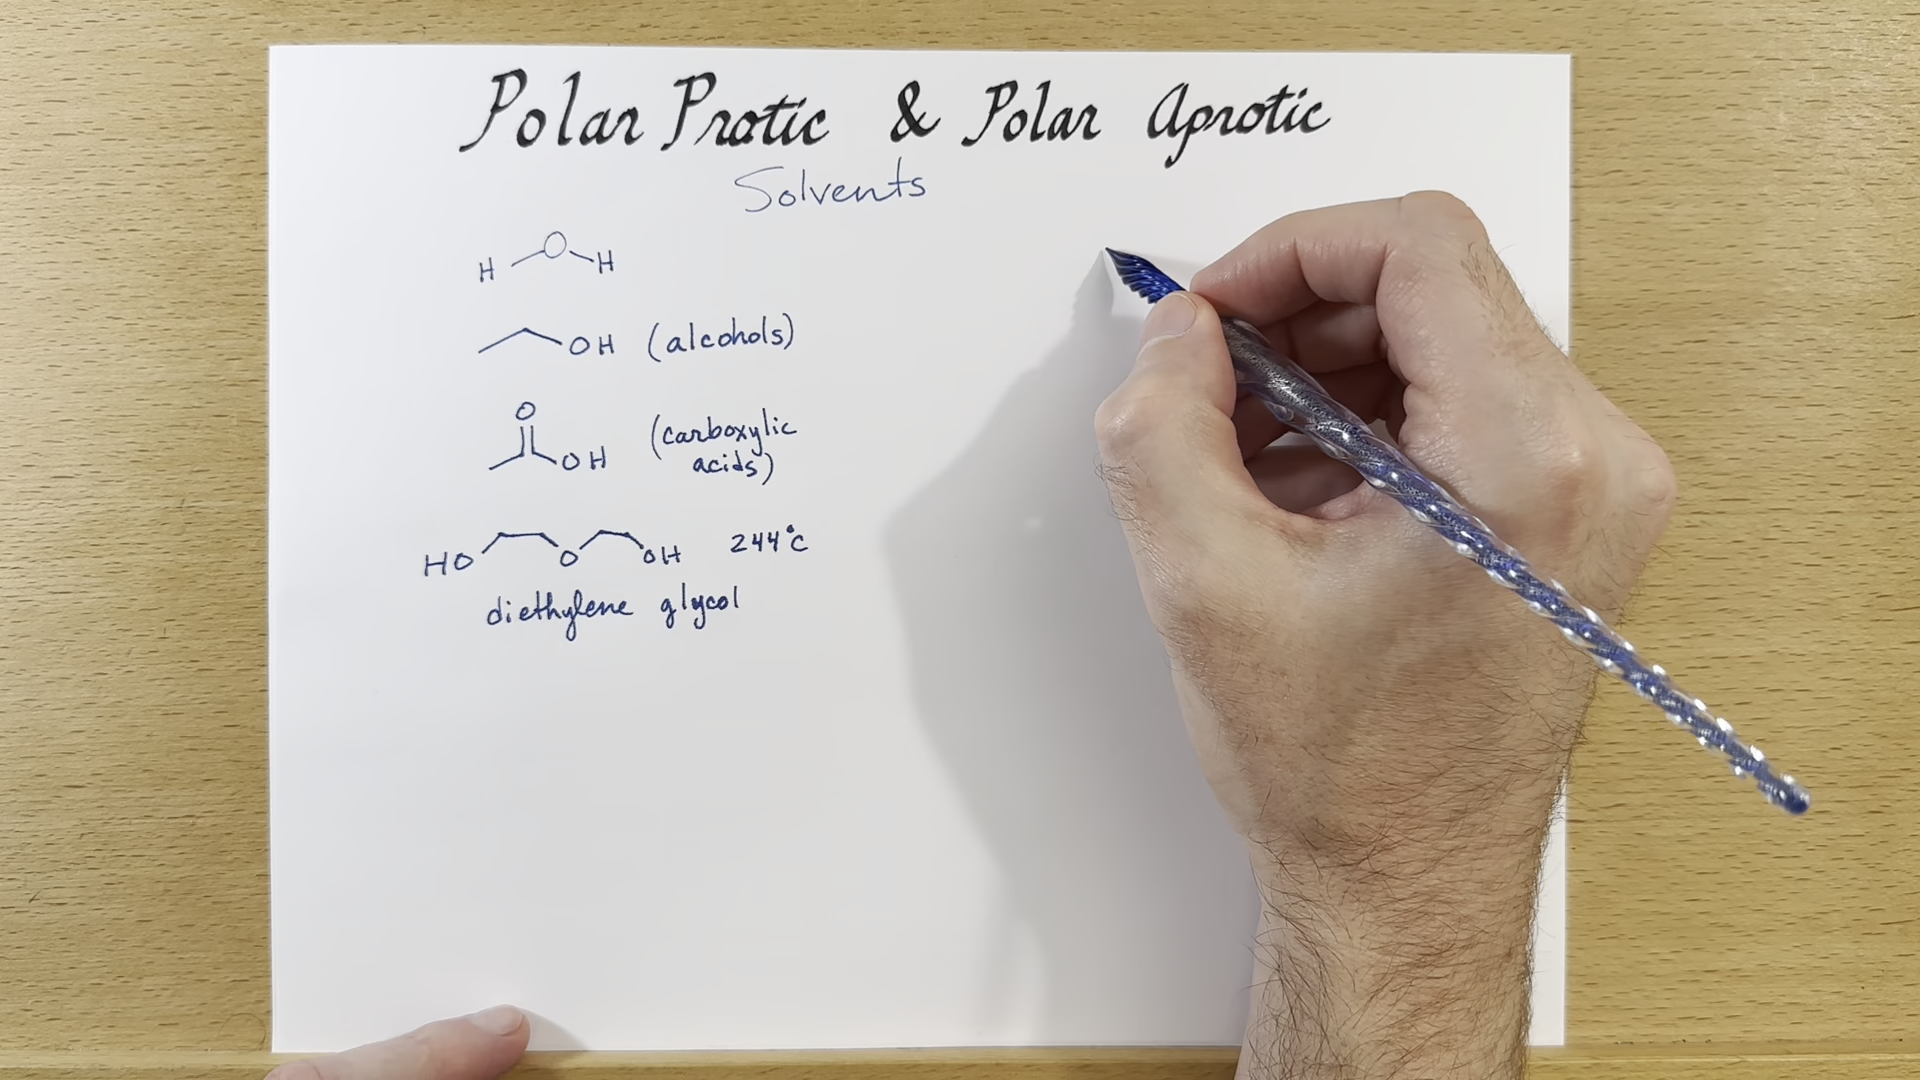 Polar Protic & Polar Aprotic
Solvents
H O H
OH (alcohols)
O
OH (carboxylic
acids)
HO O OH 244°C
diethylene glycol